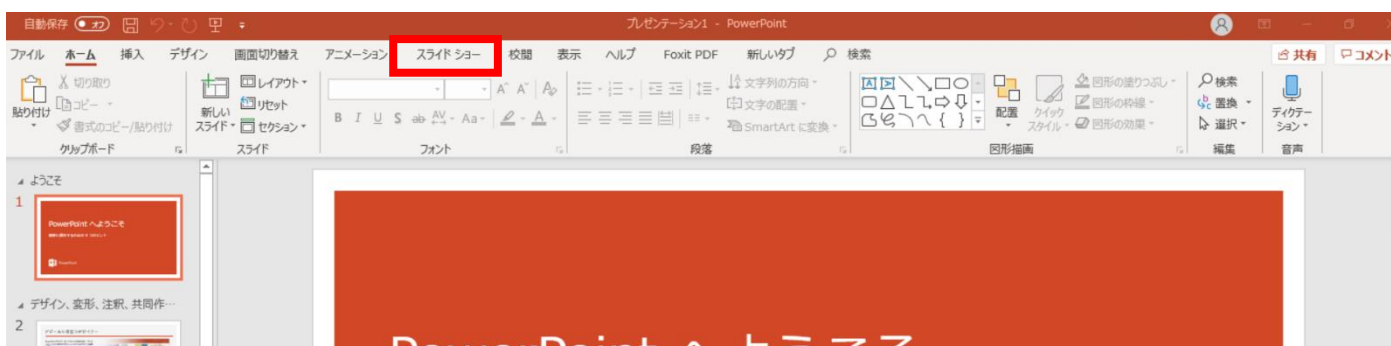 自動保存 オフ
プレゼンテーション1 - PowerPoint
ファイル ホーム 挿入 デザイン 画面切り替え アニメーション スライド ショー 校閲 表示 ヘルプ Foxit PDF 新しいタブ 検索 共有 コメント
貼り付け
切り取り
コピー
書式のコピー/貼り付け
クリップボード
新しい
スライド
レイアウト
リセット
セクション
スライド
A^ Aˇ A
B I U S ab AV Aa A
フォント
文字列の方向
文字の配置
SmartArt に変換
段落
配置
クイック
スタイル
図形の塗りつぶし
図形の枠線
図形の効果
図形描画
検索
置換
選択
編集
ディクテー
ション
音声
ようこそ
1
PowerPoint へようこそ
PowerPoint
デザイン、変形、注釈、共同作…
2
PowerPoint へようこそ